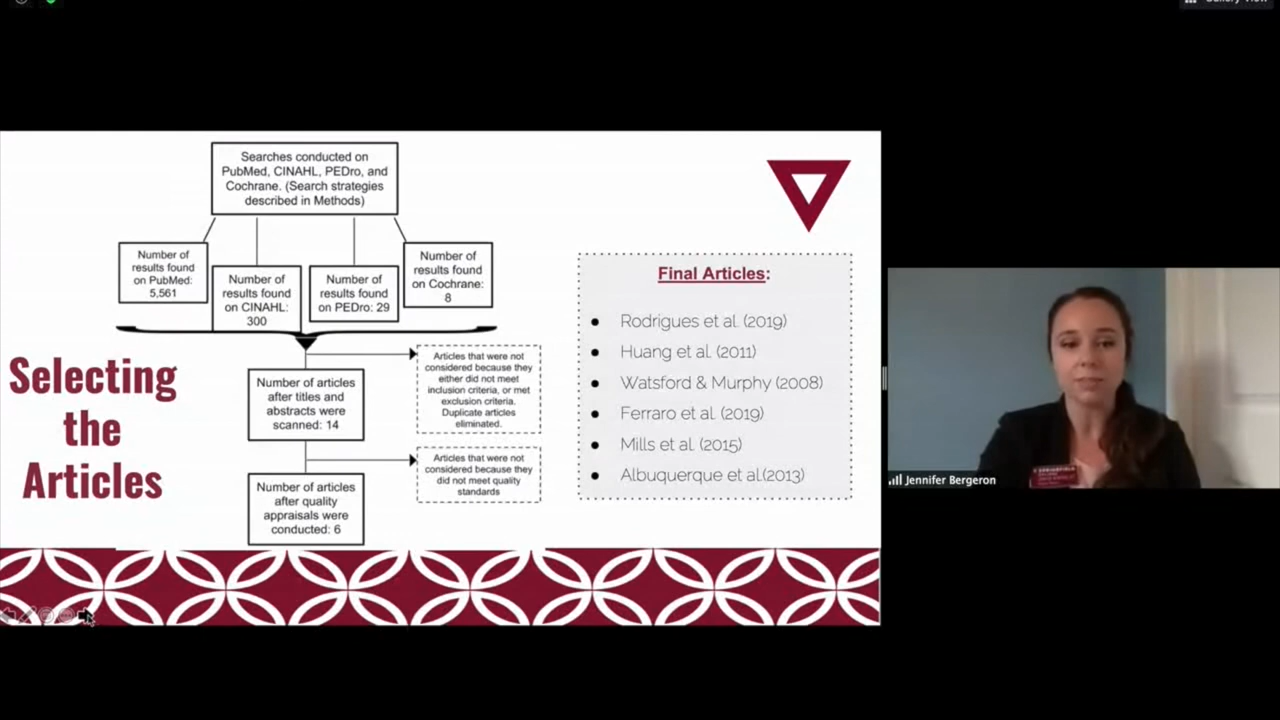 Gallery View
Searches conducted on
PubMed, CINAHL, PEDro, and
Cochrane. (Search strategies
described in Methods)
Number of
results found
on PubMed:
5,561
Number of
results found
on CINAHL:
300
Number of
results found
on PEDro: 29
Number of
results found
on Cochrane:
8
Selecting
the
Articles
Number of articles
after titles and
abstracts were
scanned: 14
Articles that were not
considered because they
either did not meet
inclusion criteria, or met
exclusion criteria.
Duplicate articles
eliminated.
Number of articles
after quality
appraisals were
conducted: 6
Articles that were not
considered because they
did not meet quality
standards
Final Articles:
● Rodrigues et al. (2019)
● Huang et al. (2011)
● Watsford & Murphy (2008)
● Ferraro et al. (2019)
● Mills et al. (2015)
● Albuquerque et al.(2013)
Jennifer Bergeron
SPRINGFIELD